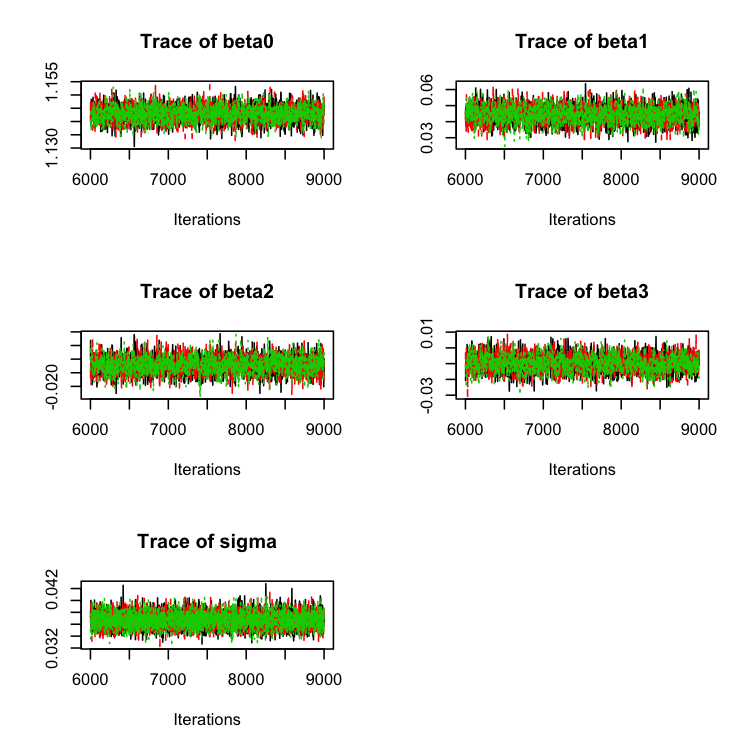 Trace of beta0
1.155
1.130
6000 7000 8000 9000
Iterations
Trace of beta1
0.06
0.03
6000 7000 8000 9000
Iterations
Trace of beta2
-0.020
6000 7000 8000 9000
Iterations
Trace of beta3
0.01
-0.03
6000 7000 8000 9000
Iterations
Trace of sigma
0.042
0.032
6000 7000 8000 9000
Iterations